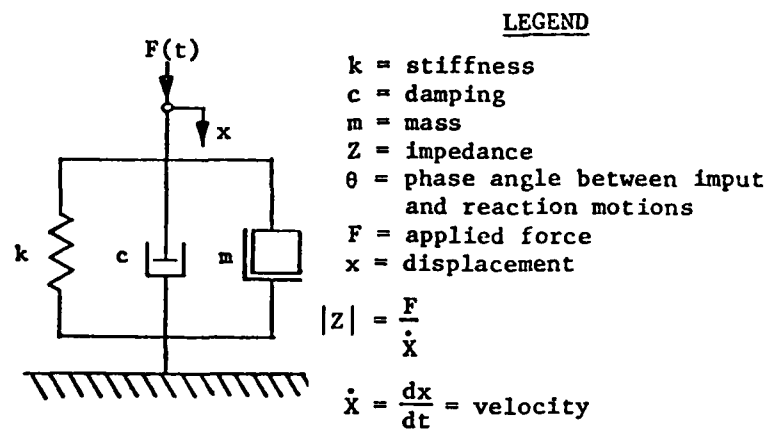 LEGEND
F(t)
x
k
c
m
k = stiffness
c = damping
m = mass
Z = impedance
θ = phase angle between imput
and reaction motions
F = applied force
x = displacement
|Z| = F/Ẋ
Ẋ = dx/dt = velocity